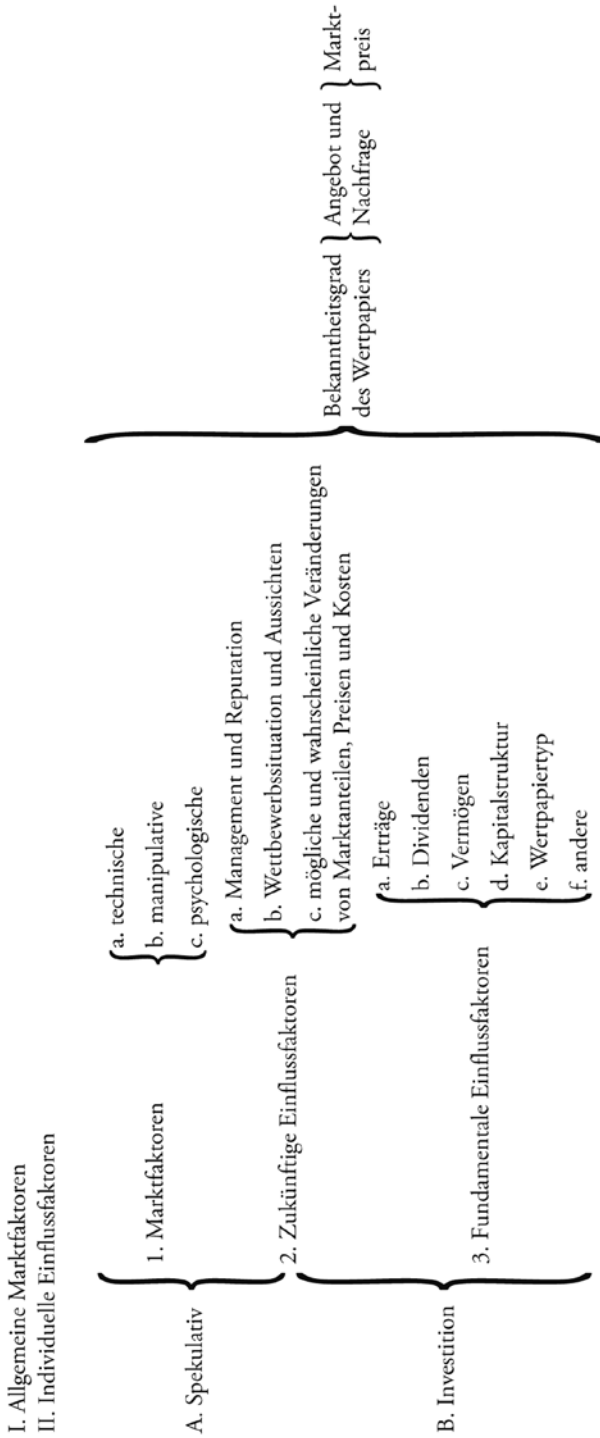 I. Allgemeine Marktfaktoren
II. Individuelle Einflussfaktoren
A. Spekulativ
1. Marktfaktoren
a. technische
b. manipulative
c. psychologische
2. Zukünftige Einflussfaktoren
a. Management und Reputation
b. Wettbewerbssituation und Aussichten
c. mögliche und wahrscheinliche Veränderungen
von Marktanteilen, Preisen und Kosten
B. Investition
3. Fundamentale Einflussfaktoren
a. Erträge
b. Dividenden
c. Vermögen
d. Kapitalstruktur
e. Wertpapiertyp
f. andere
Bekanntheitsgrad
des Wertpapiers
Angebot und
Nachfrage
Markt-
preis